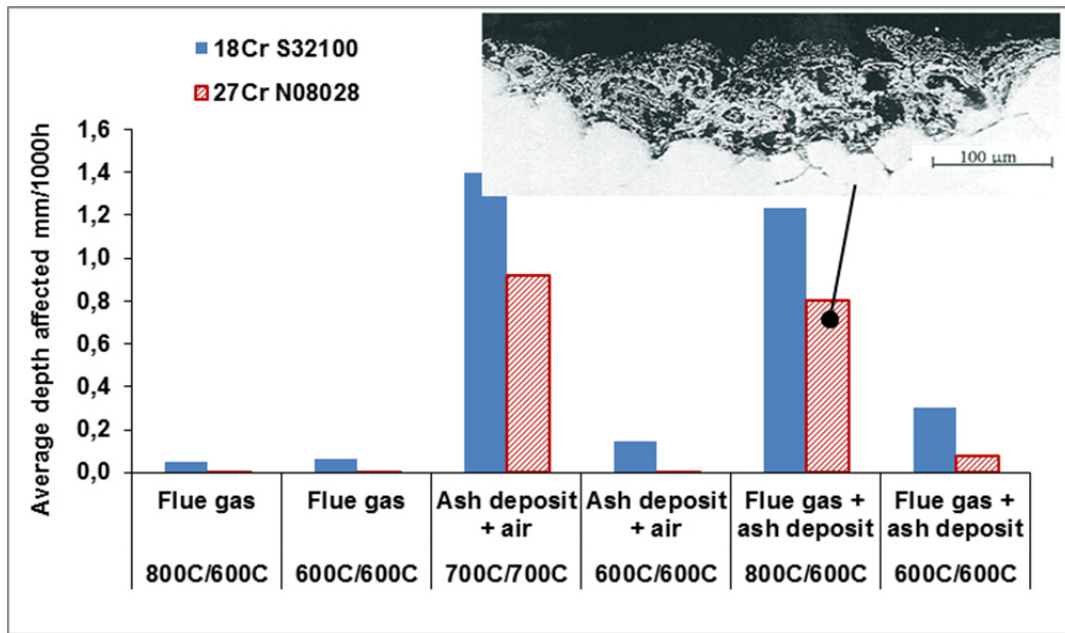 18Cr S32100
27Cr N08028
100 µm
Average depth affected mm/1000h
1,6
1,4
1,2
1,0
0,8
0,6
0,4
0,2
0,0
Flue gas
Flue gas
Ash deposit
+ air
Ash deposit
+ air
Flue gas +
ash deposit
Flue gas +
ash deposit
800C/600C
600C/600C
700C/700C
600C/600C
800C/600C
600C/600C